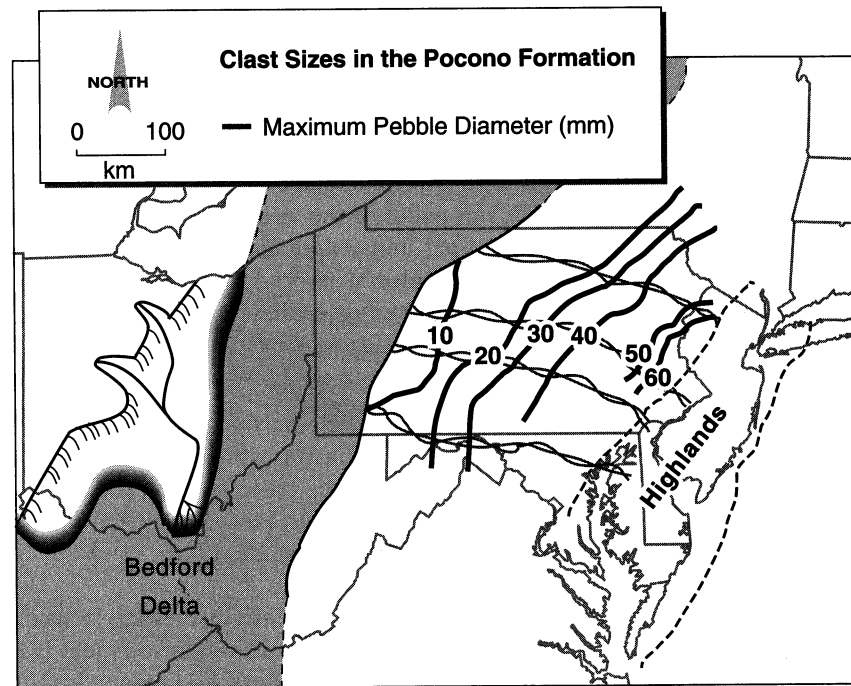 Clast Sizes in the Pocono Formation
NORTH
0 100
km
Maximum Pebble Diameter (mm)
10
20
30
40
50
60
Highlands
Bedford
Delta